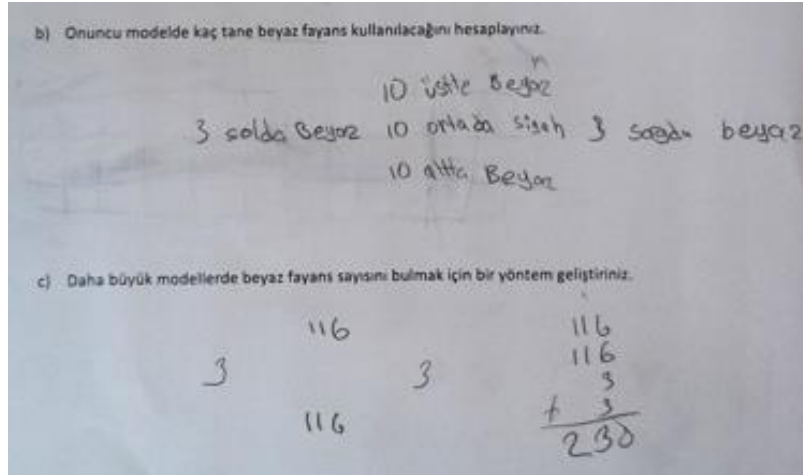 b) Onuncu modelde kaç tane beyaz fayans kullanılacağını hesaplayınız.
n
10 üstte Beyaz
3 solda Beyaz 10 ortada siyah 3 sağda beyaz
10 altta Beyaz
c) Daha büyük modellerde beyaz fayans sayısını bulmak için bir yöntem geliştiriniz.
116 116
116
3 3 3
116 + 3
230